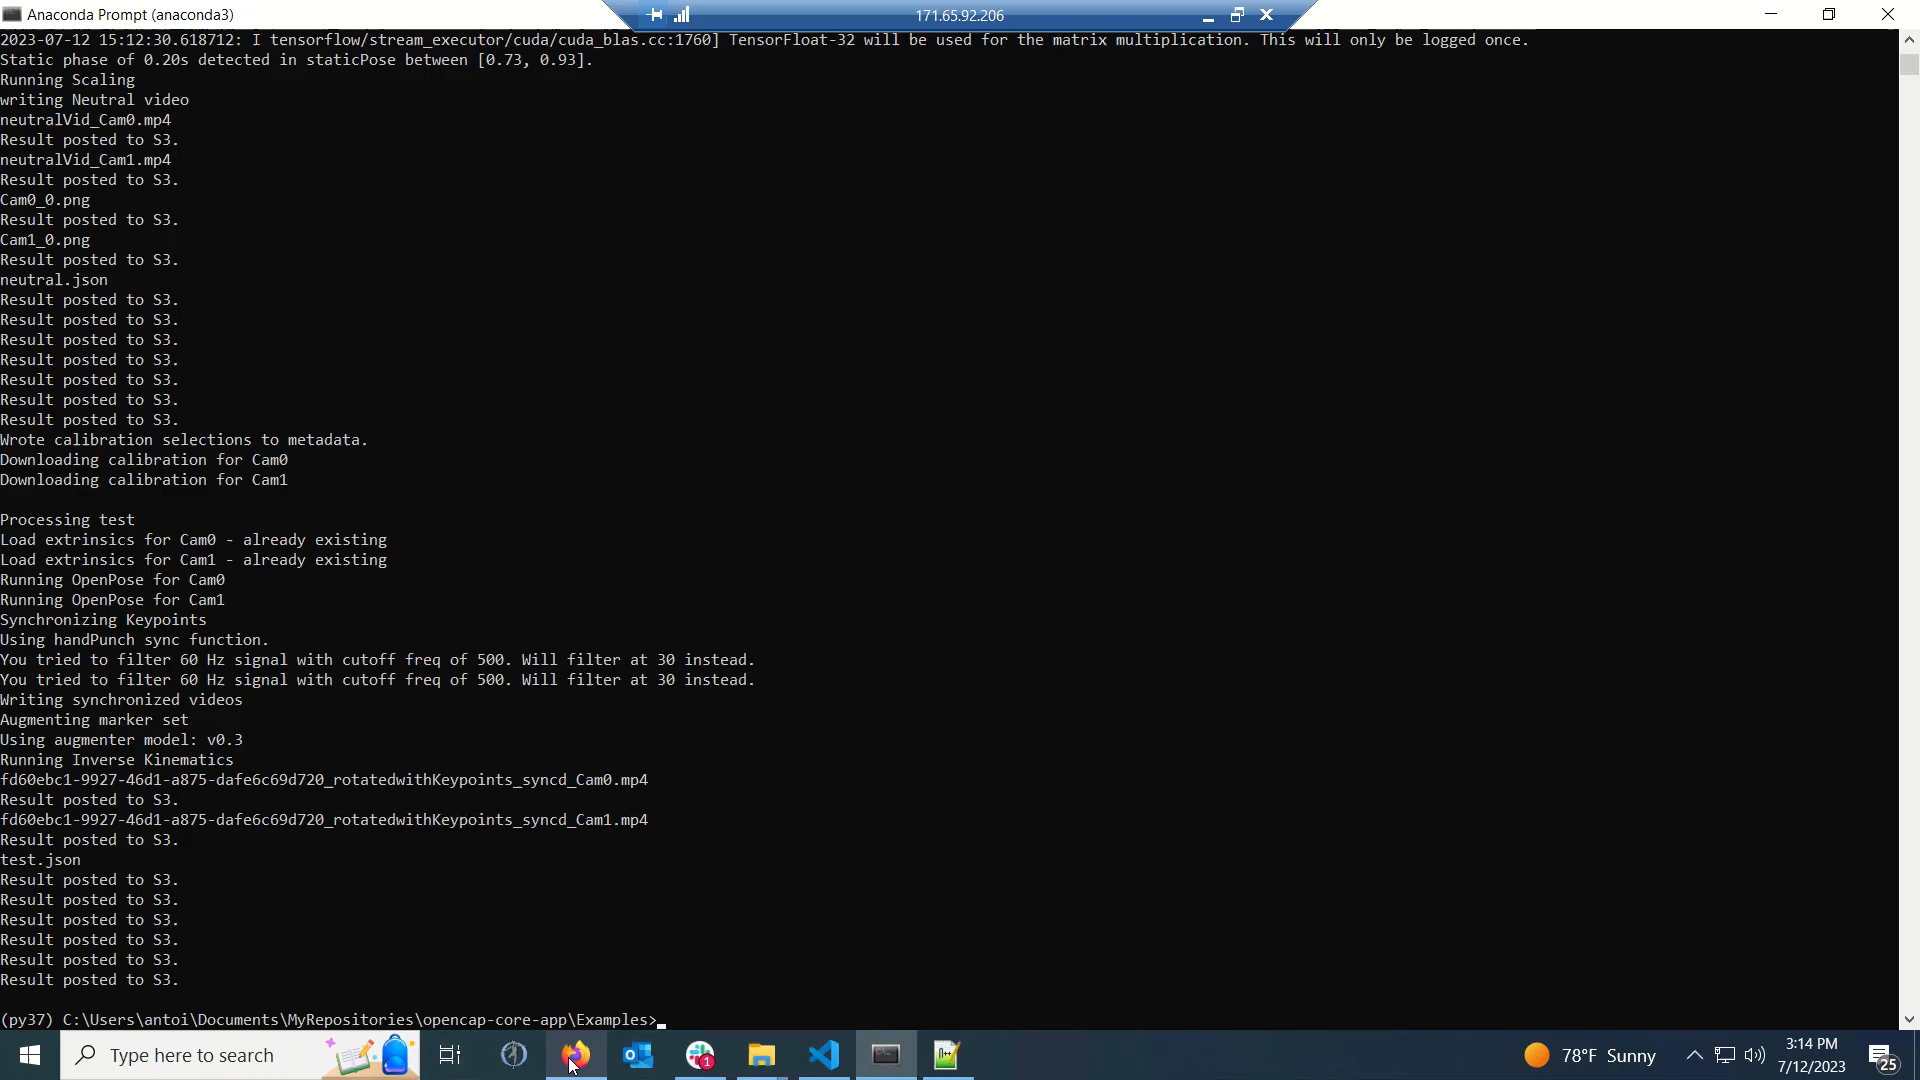 Anaconda Prompt (anaconda3)
171.65.92.206
2023-07-12 15:12:30.618712: I tensorflow/stream_executor/cuda/cuda_blas.cc:1760] TensorFloat-32 will be used for the matrix multiplication. This will only be logged once.
Static phase of 0.20s detected in staticPose between [0.73, 0.93].
Running Scaling
writing Neutral video
neutralVid_Cam0.mp4
Result posted to S3.
neutralVid_Cam1.mp4
Result posted to S3.
Cam0_0.png
Result posted to S3.
Cam1_0.png
Result posted to S3.
neutral.json
Result posted to S3.
Result posted to S3.
Result posted to S3.
Result posted to S3.
Result posted to S3.
Result posted to S3.
Result posted to S3.
Wrote calibration selections to metadata.
Downloading calibration for Cam0
Downloading calibration for Cam1
Processing test
Load extrinsics for Cam0 - already existing
Load extrinsics for Cam1 - already existing
Running OpenPose for Cam0
Running OpenPose for Cam1
Synchronizing Keypoints
Using handPunch sync function.
You tried to filter 60 Hz signal with cutoff freq of 500. Will filter at 30 instead.
You tried to filter 60 Hz signal with cutoff freq of 500. Will filter at 30 instead.
Writing synchronized videos
Augmenting marker set
Using augmenter model: v0.3
Running Inverse Kinematics
fd60ebc1-9927-46d1-a875-dafe6c69d720_rotatedwithKeypoints_syncd_Cam0.mp4
Result posted to S3.
fd60ebc1-9927-46d1-a875-dafe6c69d720_rotatedwithKeypoints_syncd_Cam1.mp4
Result posted to S3.
test.json
Result posted to S3.
Result posted to S3.
Result posted to S3.
Result posted to S3.
Result posted to S3.
Result posted to S3.
(py37) C:\Users\antoi\Documents\MyRepositories\opencap-core-app\Examples>
Type here to search
1
78°F Sunny
3:14 PM
7/12/2023
25